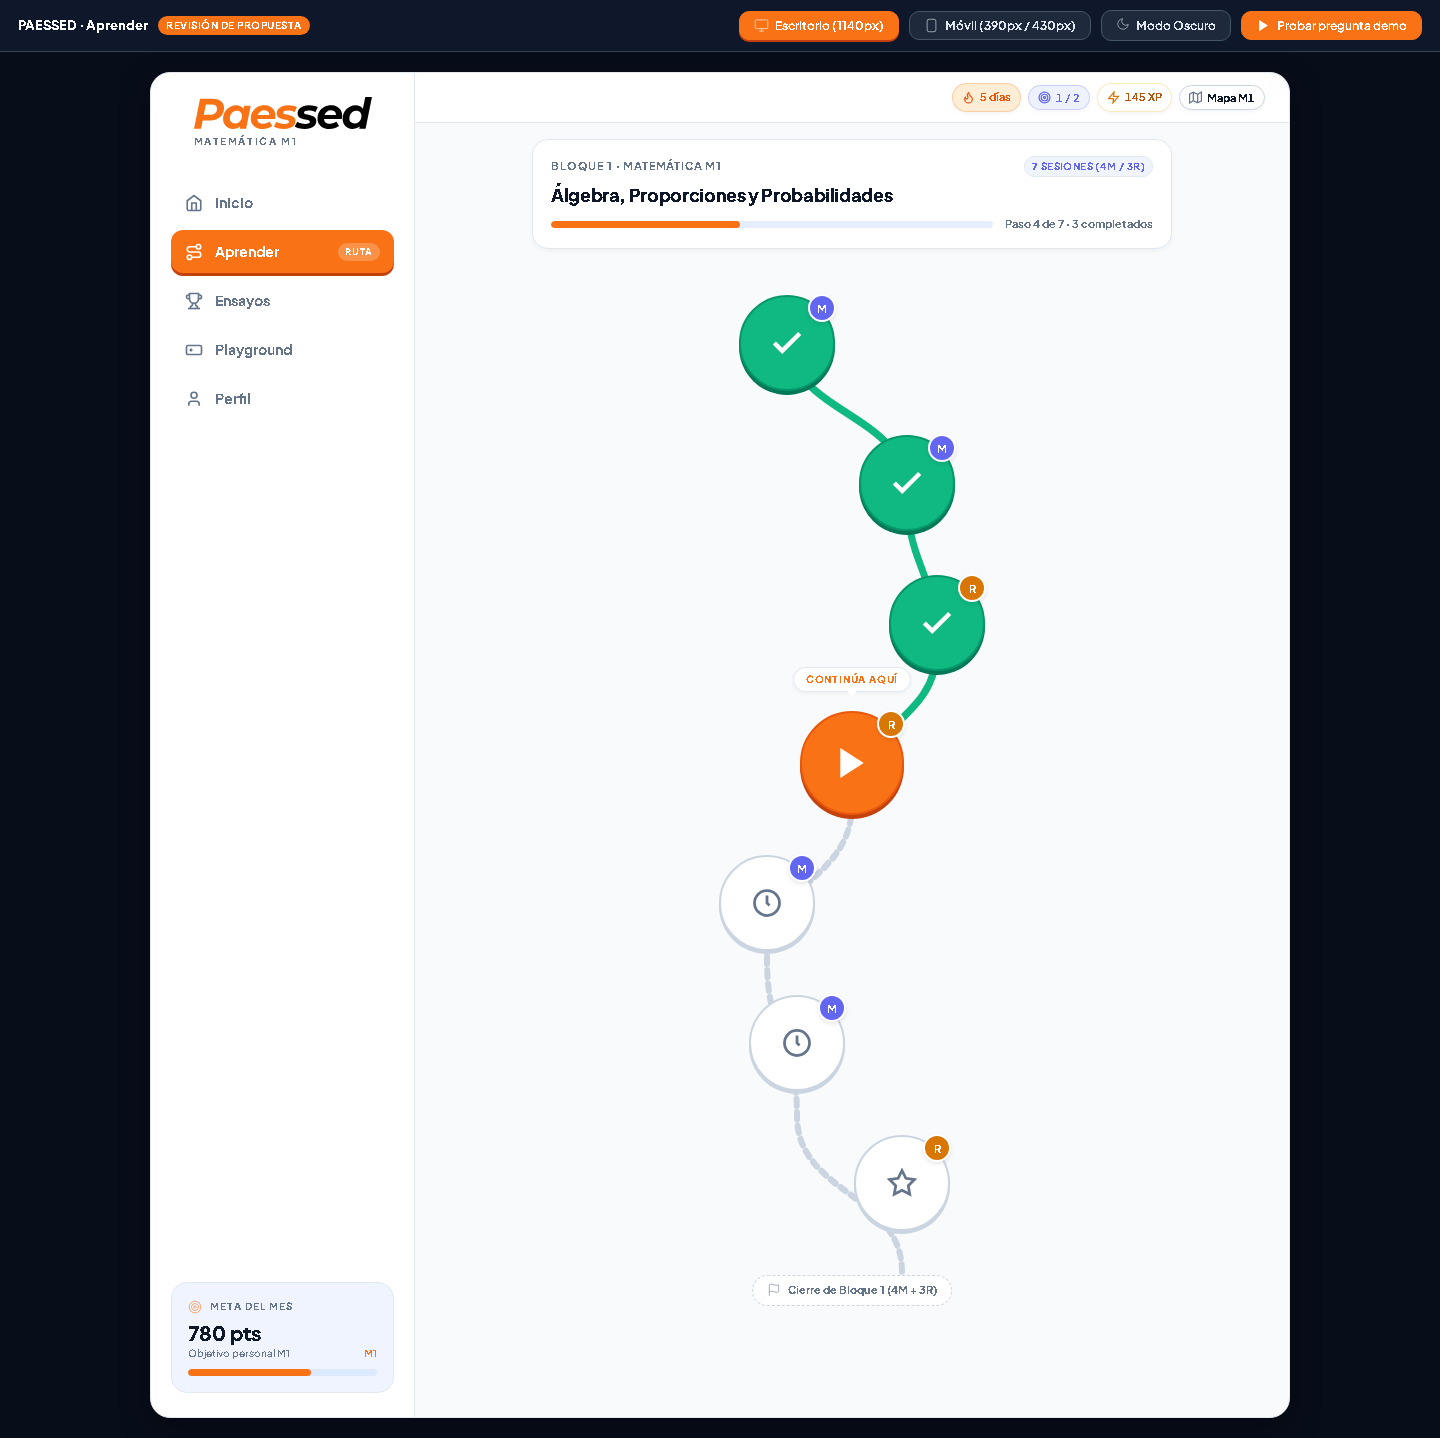 PAESSED · Aprender
REVISIÓN DE PROPUESTA
Escritorio (1140px)
Móvil (390px / 430px)
Modo Oscuro
Probar pregunta demo
Paessed
MATEMÁTICA M1
Inicio
Aprender
RUTA
Ensayos
Playground
Perfil
META DEL MES
780 pts
Objetivo personal M1
M1
5 días
1 / 2
145 XP
Mapa M1
BLOQUE 1 · MATEMÁTICA M1
7 SESIONES (4M / 3R)
Álgebra, Proporciones y Probabilidades
Paso 4 de 7 · 3 completados
M
M
R
CONTINÚA AQUÍ
R
M
M
R
Cierre de Bloque 1 (4M + 3R)